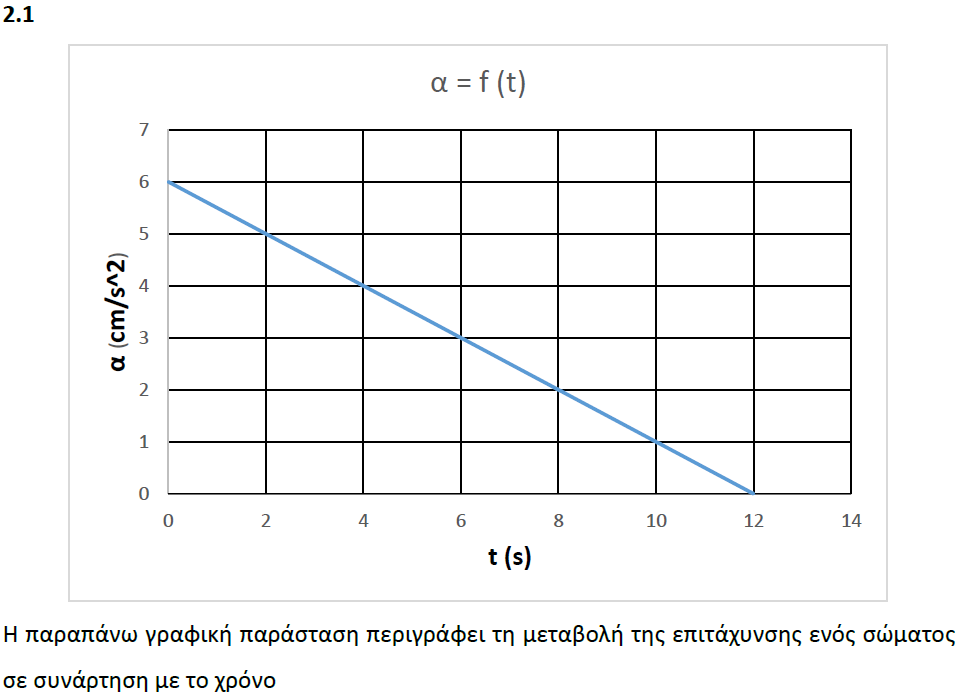 2.1
α = f (t)
7
6
5
4
3
2
1
0
α (cm/s^2)
0 2 4 6 8 10 12 14
t (s)
Η παραπάνω γραφική παράσταση περιγράφει τη μεταβολή της επιτάχυνσης ενός σώματος
σε συνάρτηση με το χρόνο